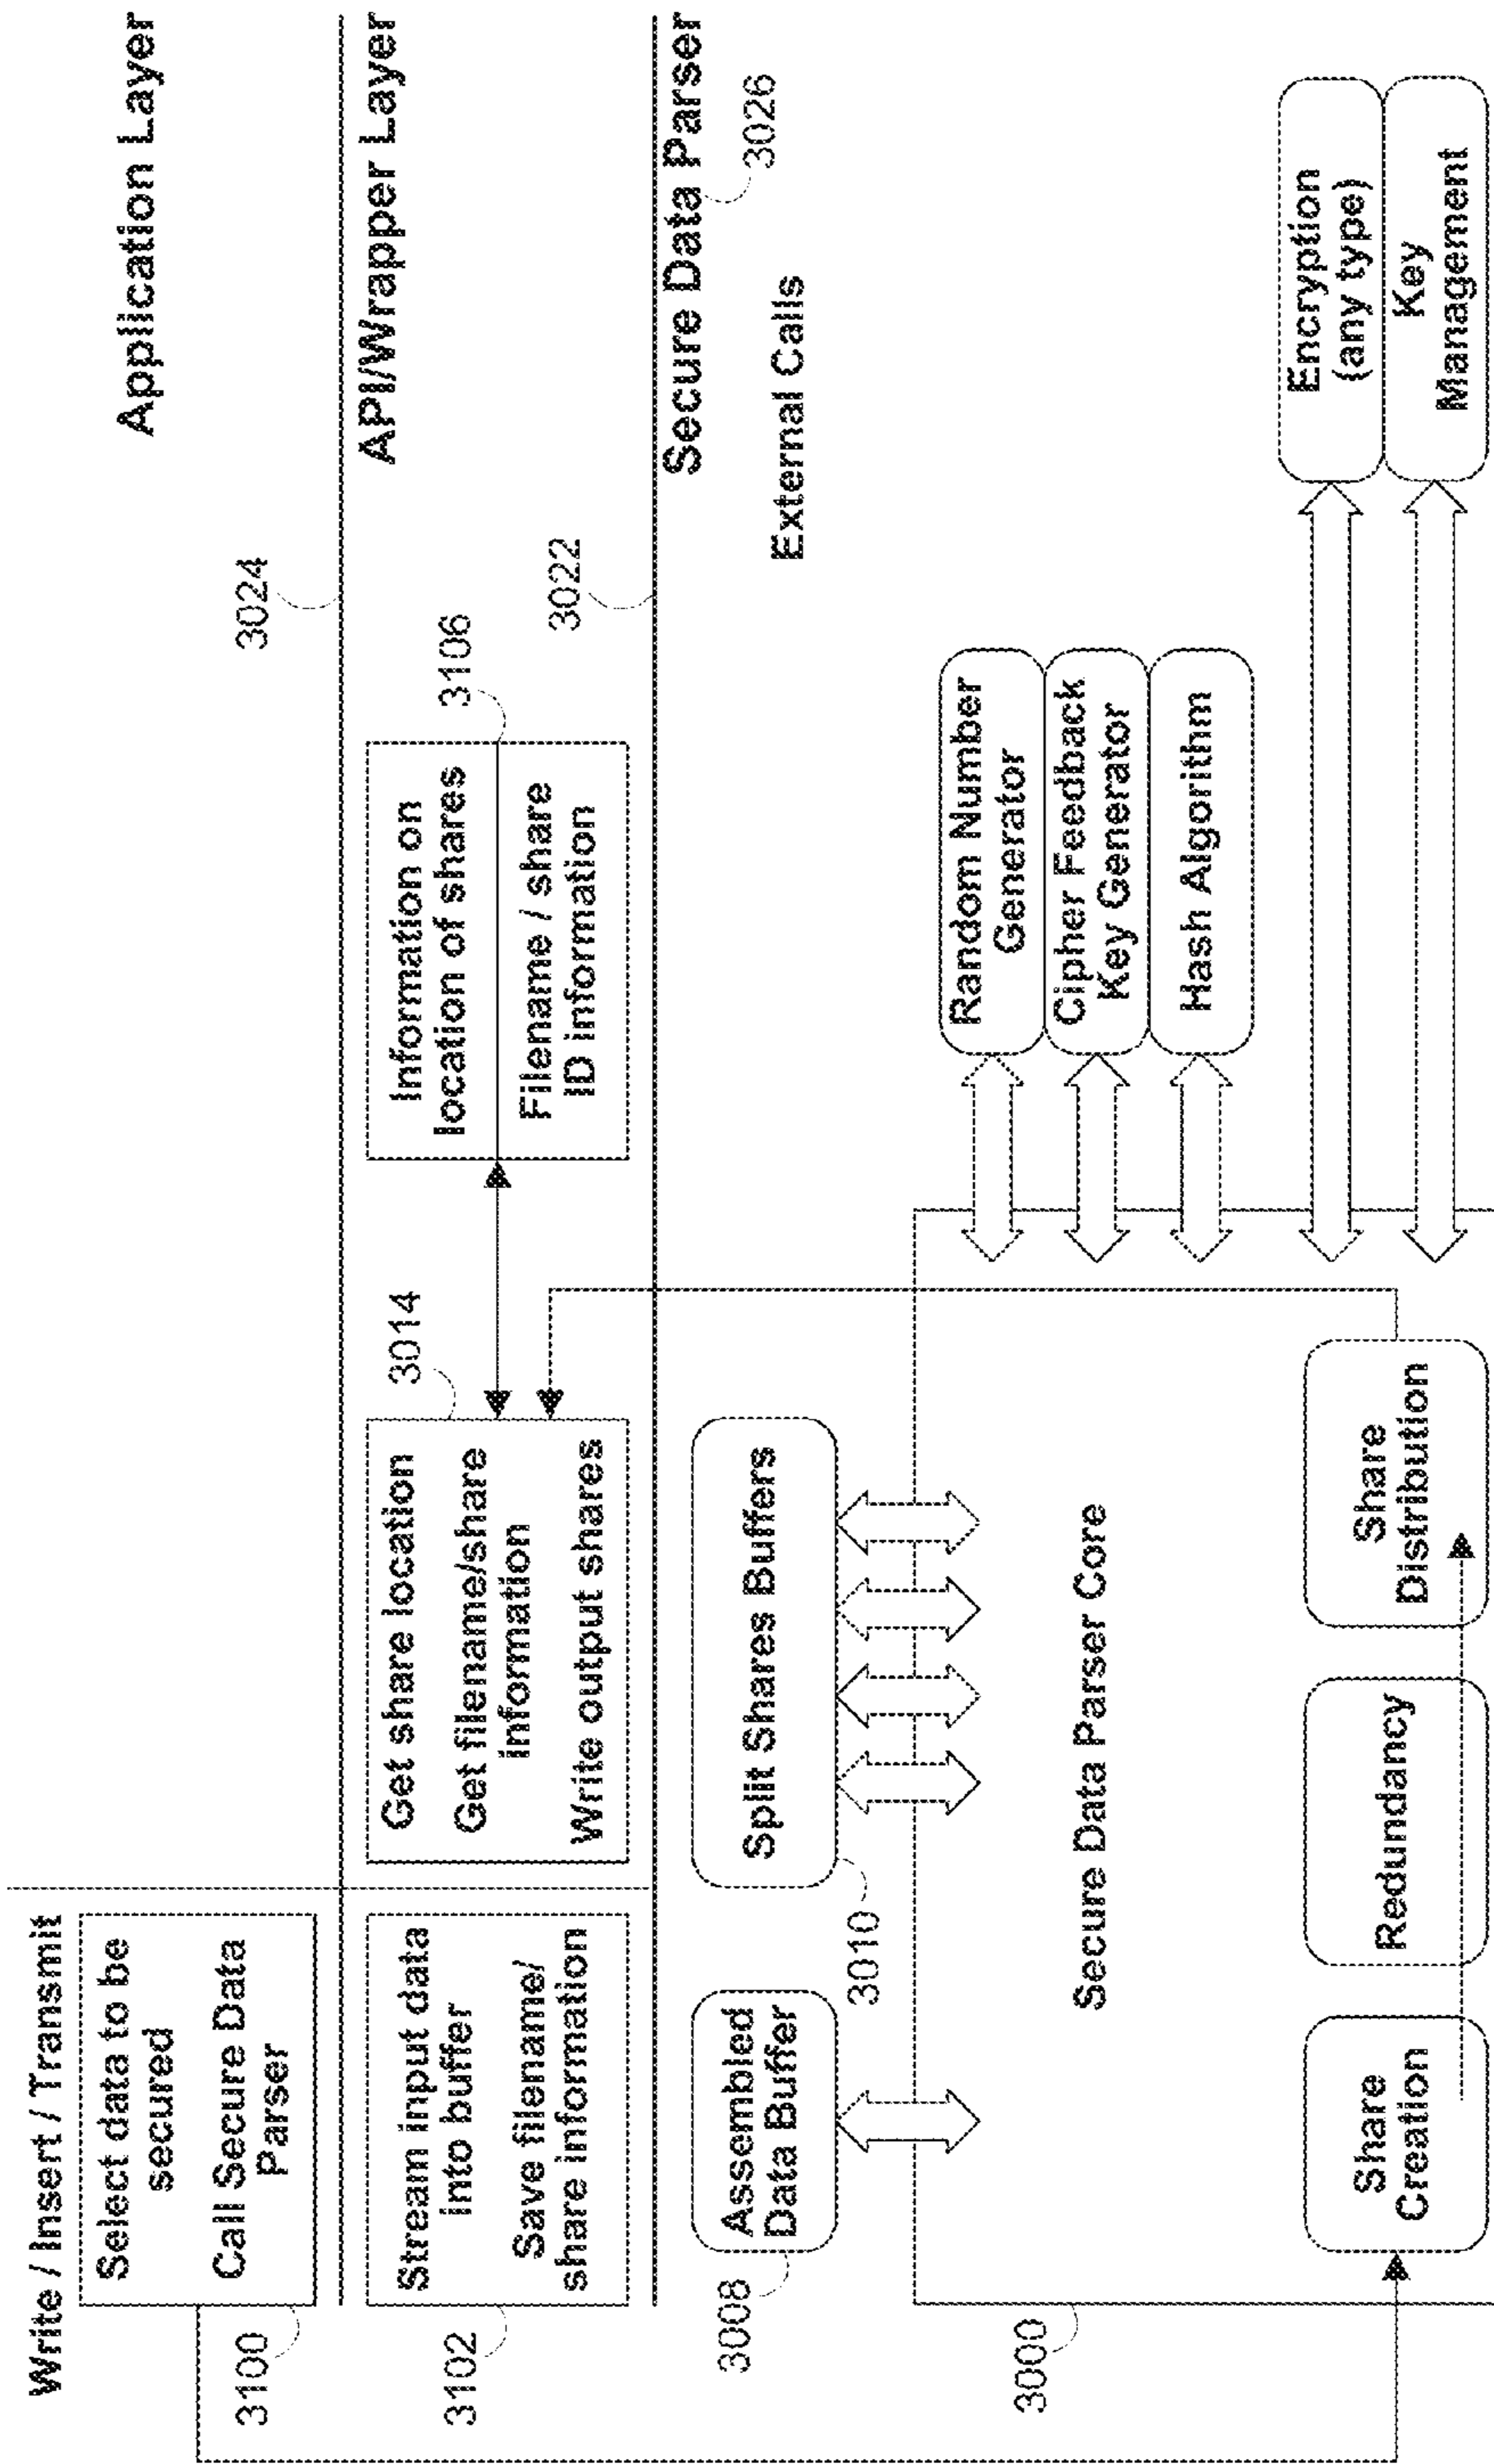 Write / Insert / Transmit
Application Layer
Select data to be
secured
Call Secure Data
Parser
3100
3024
API/Wrapper Layer
Stream input data
into buffer
Save filename/
share information
3102
Get share location
Get filename/share
information
Write output shares
3014
Information on
location of shares
Filename / share
ID information
3106
3022
Secure Data Parser
3026
External Calls
Assembled
Data Buffer
3008
Split Shares Buffers
3010
Secure Data Parser Core
3000
Random Number
Generator
Cipher Feedback
Key Generator
Hash Algorithm
Share
Creation
Redundancy
Share
Distribution
Encryption
(any type)
Key
Management